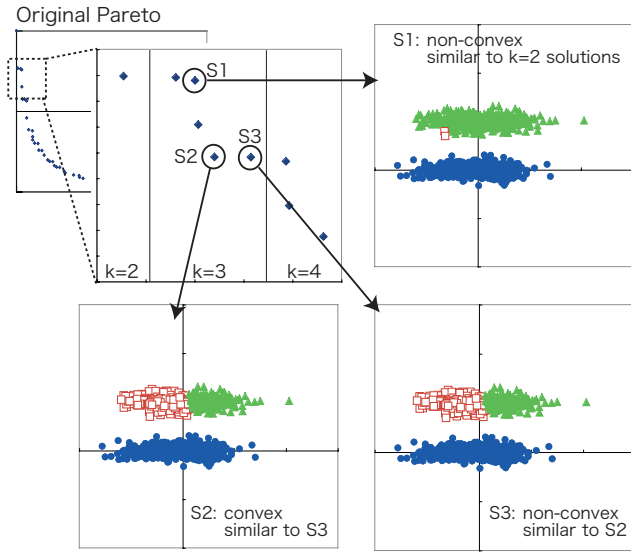 Original Pareto
S1
S1: non-convex
similar to k=2 solutions
S3
S2
k=2
k=3
k=4
S2: convex
similar to S3
S3: non-convex
similar to S2